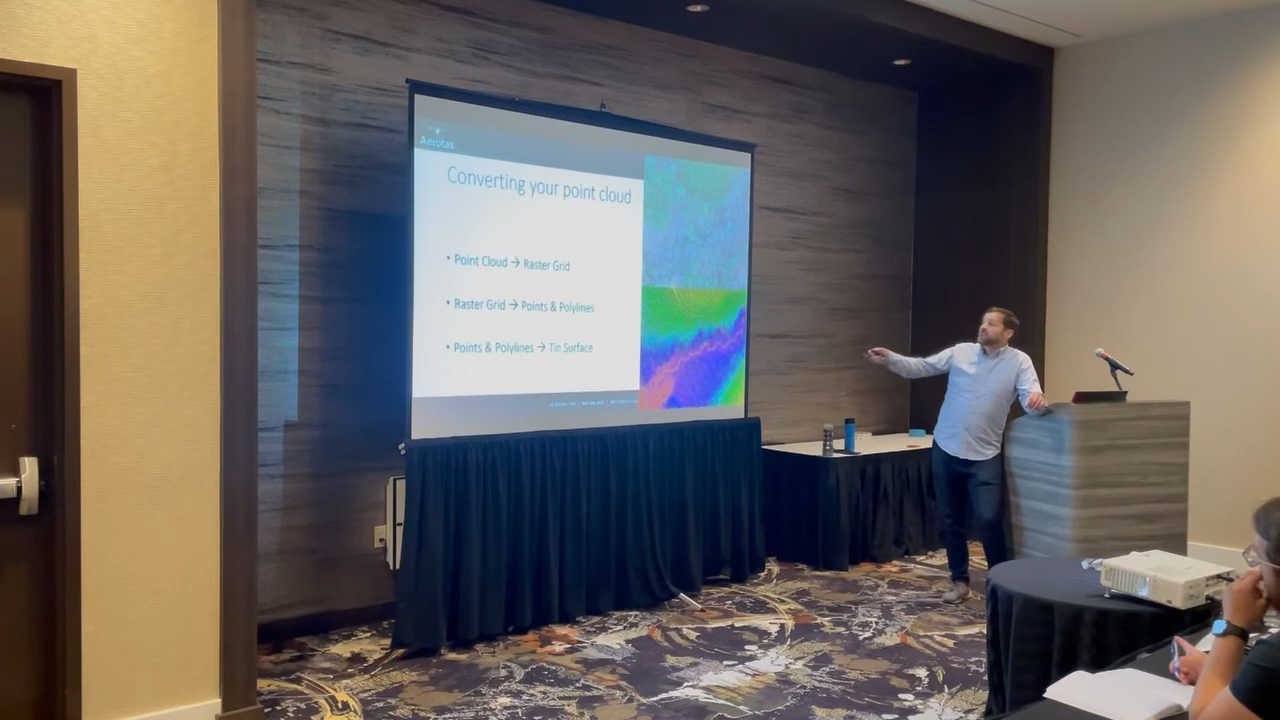 Aerotas
Converting your point cloud
• Point Cloud → Raster Grid
• Raster Grid → Points & Polylines
• Points & Polylines → Tin Surface